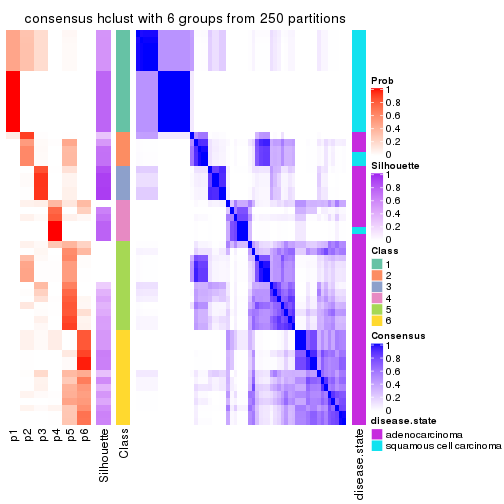 consensus hclust with 6 groups from 250 partitions
Prob
1
0.8
0.6
0.4
0.2
0
Silhouette
1
0.8
0.6
0.4
0.2
0
Class
1
2
3
4
5
6
Consensus
1
0.8
0.6
0.4
0.2
0
disease.state
adenocarcinoma
squamous cell carcinoma
p1
p2
p3
p4
p5
p6
Silhouette
Class
disease.state